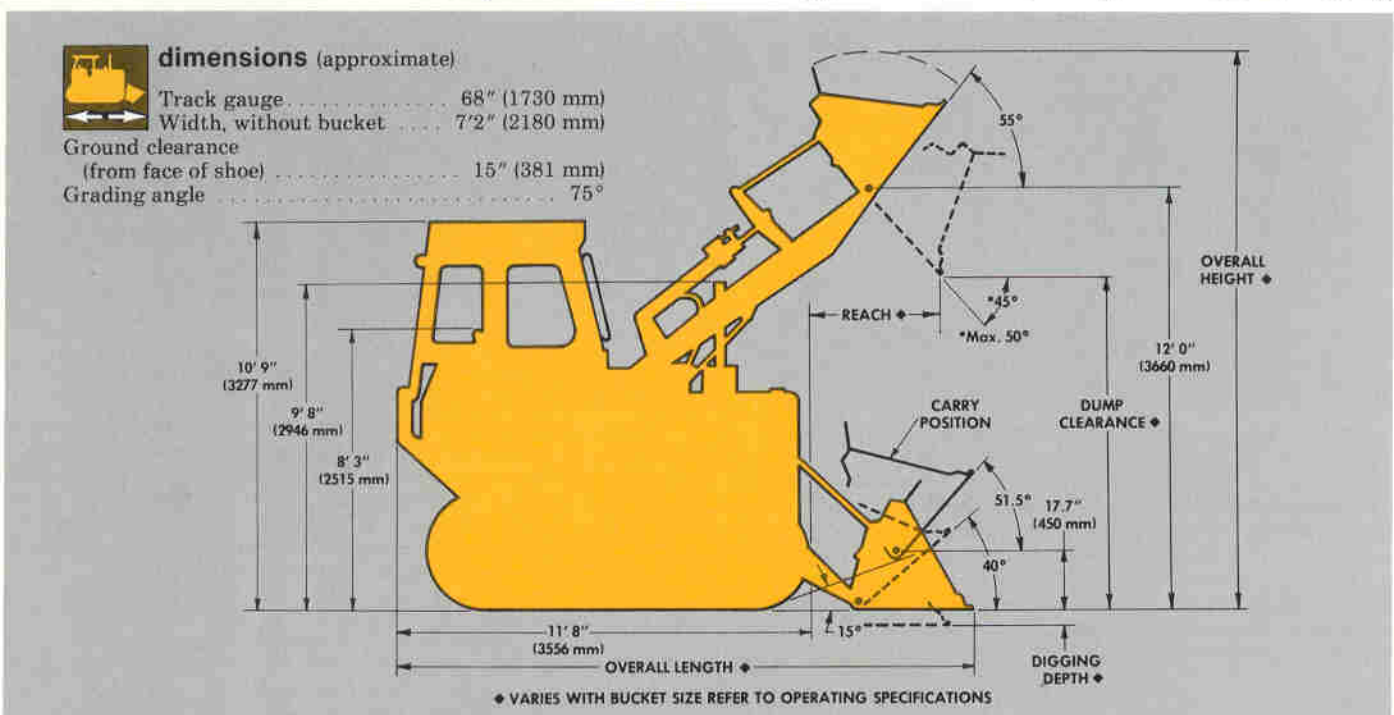 dimensions (approximate)
Track gauge . . . . . . . . . . . . . . 68" (1730 mm)
Width, without bucket . . . . 7'2" (2180 mm)
Ground clearance
(from face of shoe) . . . . . . . . . . . . . . . . 15" (381 mm)
Grading angle . . . . . . . . . . . . . . . . . . . . . . . . . . . . 75°
55°
OVERALL
HEIGHT ◆
*45°
REACH ◆
*Max. 50°
12' 0"
(3660 mm)
10' 9"
(3277 mm)
9' 8"
(2946 mm)
8' 3"
(2515 mm)
CARRY
POSITION
DUMP
CLEARANCE ◆
51.5°
17.7"
(450 mm)
40°
15°
11' 8"
(3556 mm)
OVERALL LENGTH ◆
DIGGING
DEPTH ◆
◆ VARIES WITH BUCKET SIZE REFER TO OPERATING SPECIFICATIONS